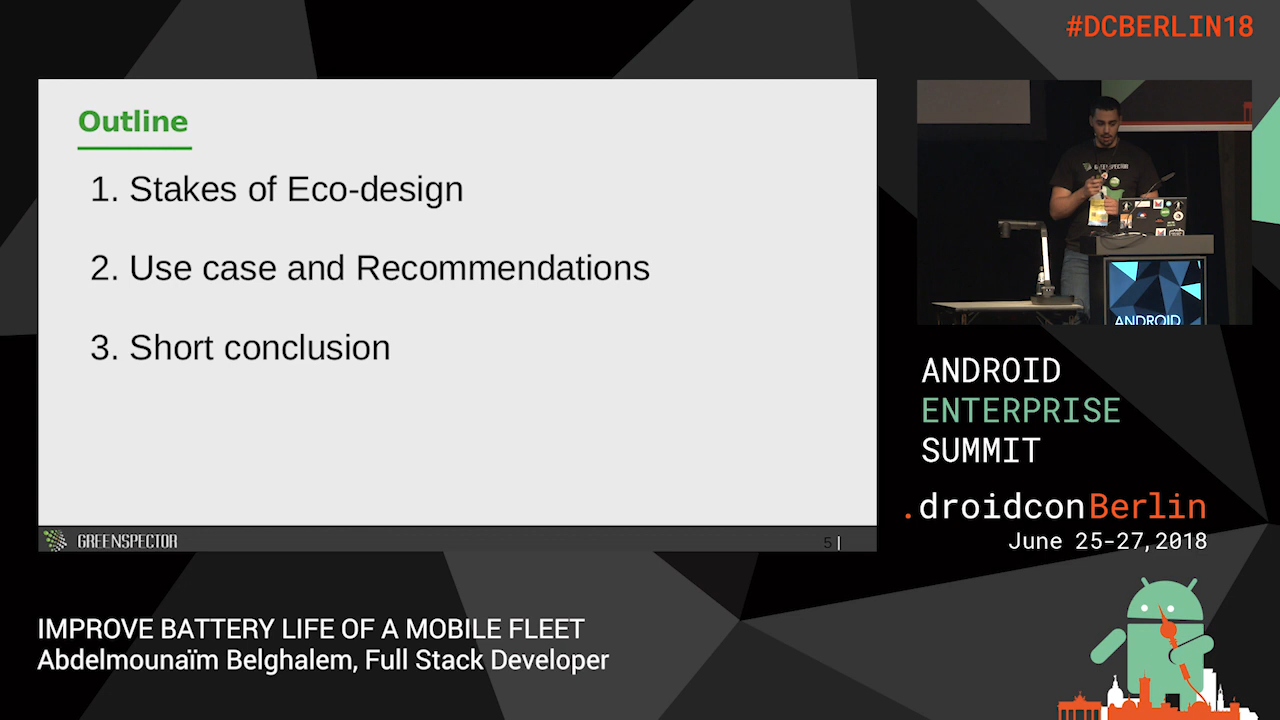 #DCBERLIN18
Outline
1. Stakes of Eco-design
2. Use case and Recommendations
3. Short conclusion
GREENSPECTOR
5 |
GREENSPECTOR
ANDROID
ANDROID
ENTERPRISE
SUMMIT
.droidconBerlin
June 25-27,2018
IMPROVE BATTERY LIFE OF A MOBILE FLEET
Abdelmounaïm Belghalem, Full Stack Developer